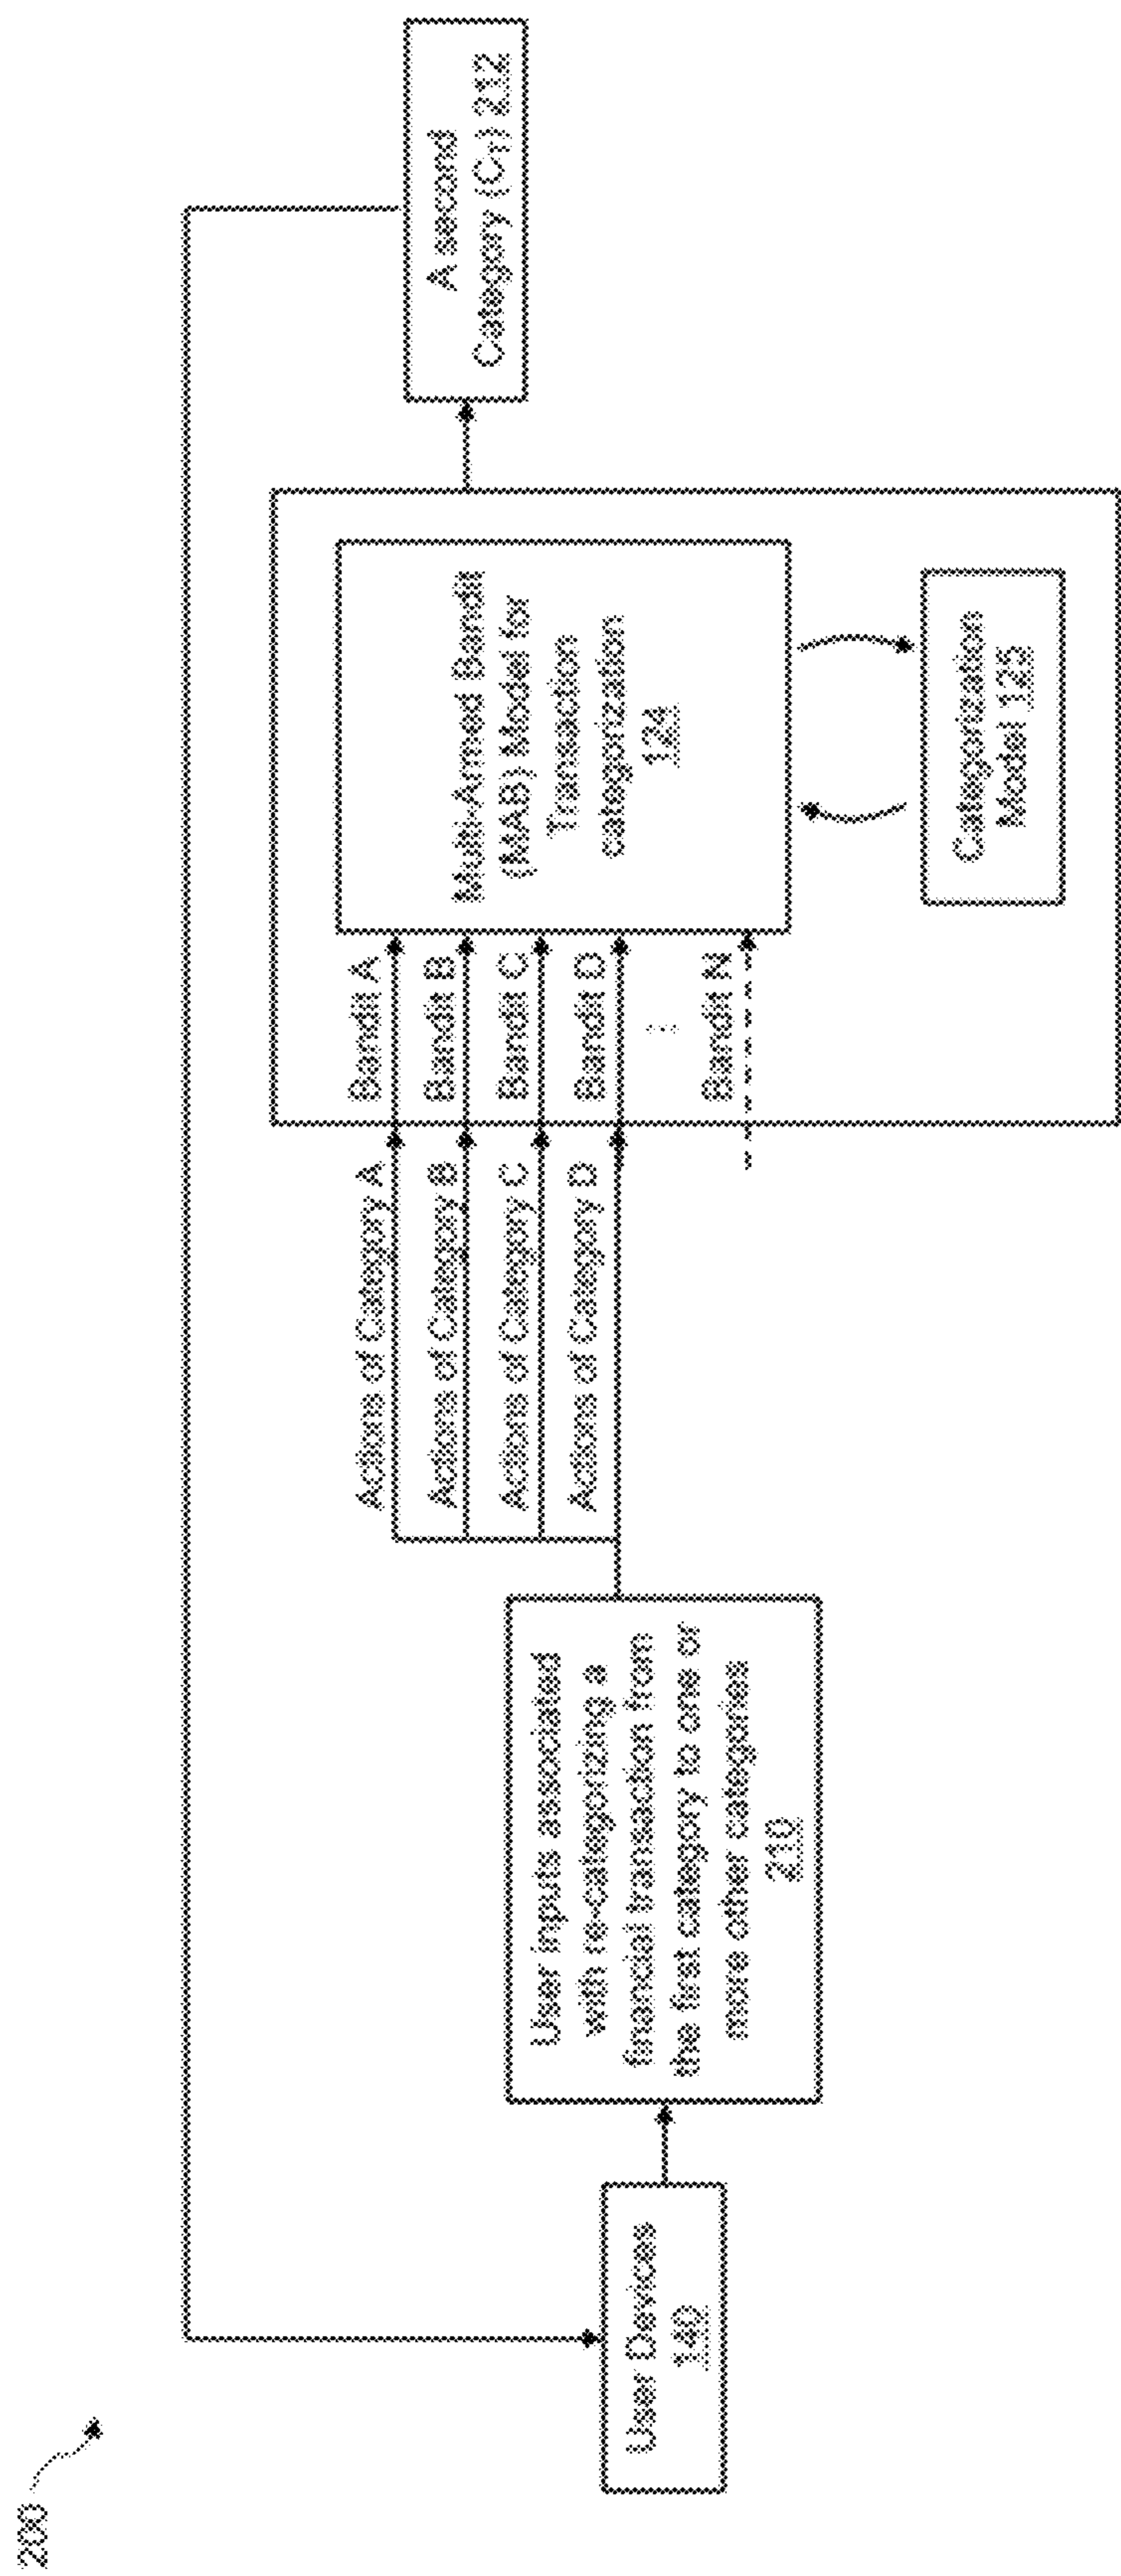 200
User Devices
140
User inputs associated
with re-categorizing a
financial transaction from
the first category to one or
more other categories
210
Actions of Category A
Actions of Category B
Actions of Category C
Actions of Category D
Bandit A
Bandit B
Bandit C
Bandit D
...
Bandit N
Multi-Armed Bandit
(MAB) Model for
Transaction
categorization
124
Categorization
Model 125
A second
Category (C₁) 212